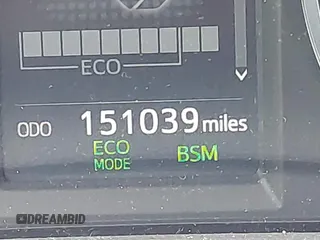 ECO
ODO 151039 miles
ECO BSM
MODE
DREAMBID